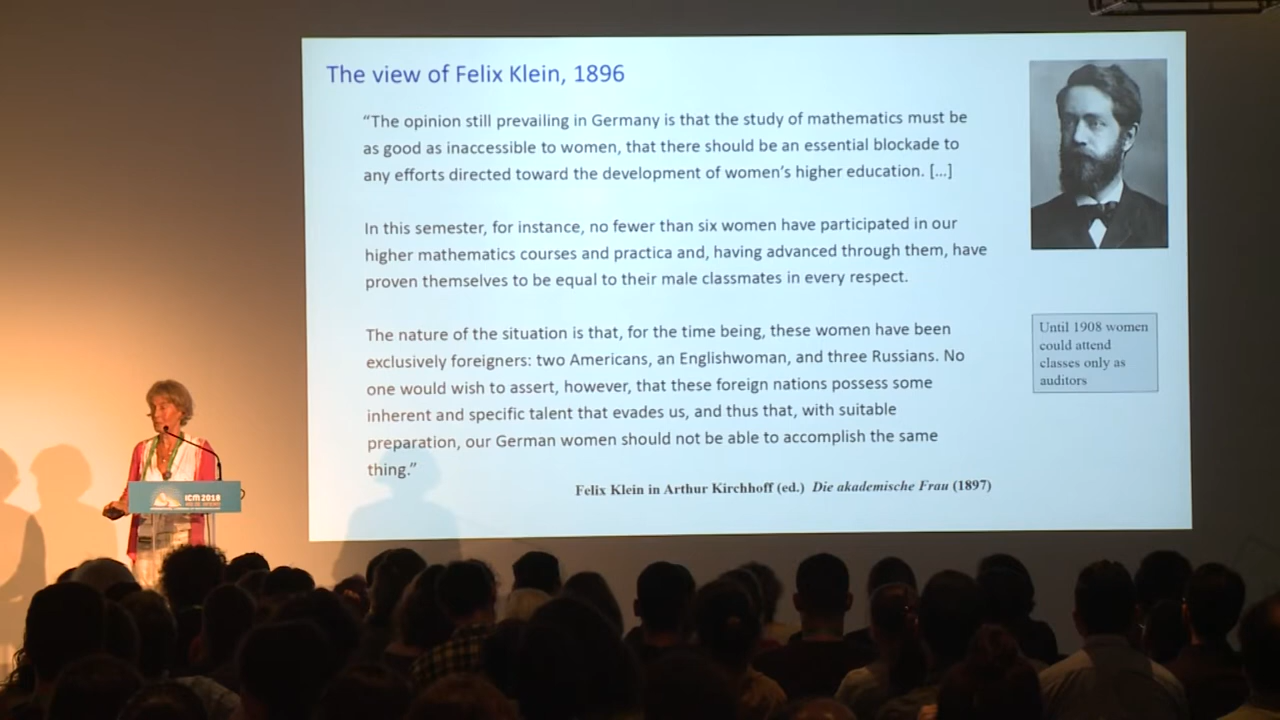 The view of Felix Klein, 1896
“The opinion still prevailing in Germany is that the study of mathematics must be
as good as inaccessible to women, that there should be an essential blockade to
any efforts directed toward the development of women’s higher education. […]
In this semester, for instance, no fewer than six women have participated in our
higher mathematics courses and practica and, having advanced through them, have
proven themselves to be equal to their male classmates in every respect.
The nature of the situation is that, for the time being, these women have been
exclusively foreigners: two Americans, an Englishwoman, and three Russians. No
one would wish to assert, however, that these foreign nations possess some
inherent and specific talent that evades us, and thus that, with suitable
preparation, our German women should not be able to accomplish the same
thing.”
Felix Klein in Arthur Kirchhoff (ed.) Die akademische Frau (1897)
Until 1908 women
could attend
classes only as
auditors
ICM 2018